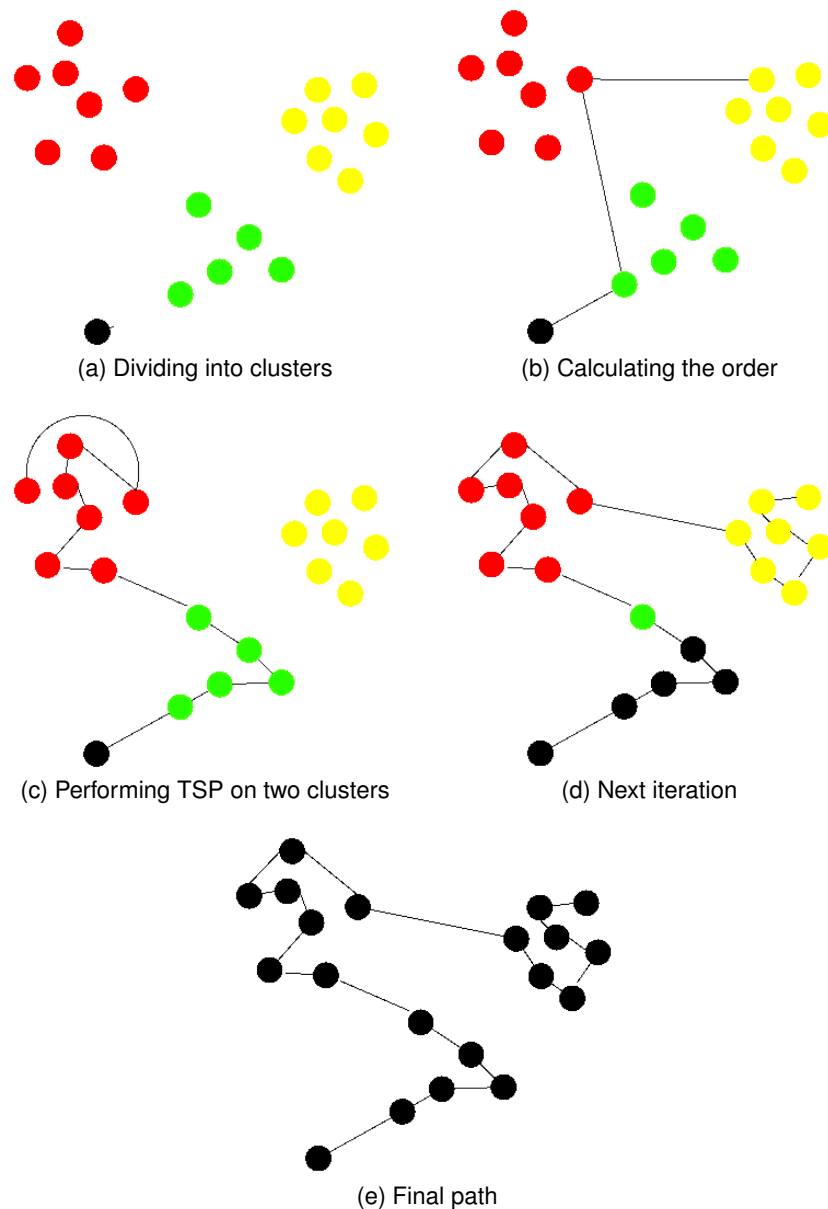 (a) Dividing into clusters
(b) Calculating the order
(c) Performing TSP on two clusters
(d) Next iteration
(e) Final path